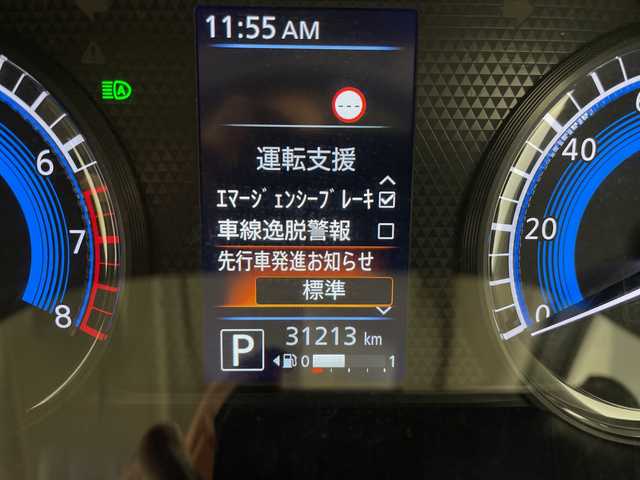 11:55 AM
---
運転支援
ｴﾏｰｼﾞｪﾝｼｰﾌﾞﾚｰｷ
車線逸脱警報
先行車発進お知らせ
標準
P
31213 km
0 1
6
7
8
40
20
0
A